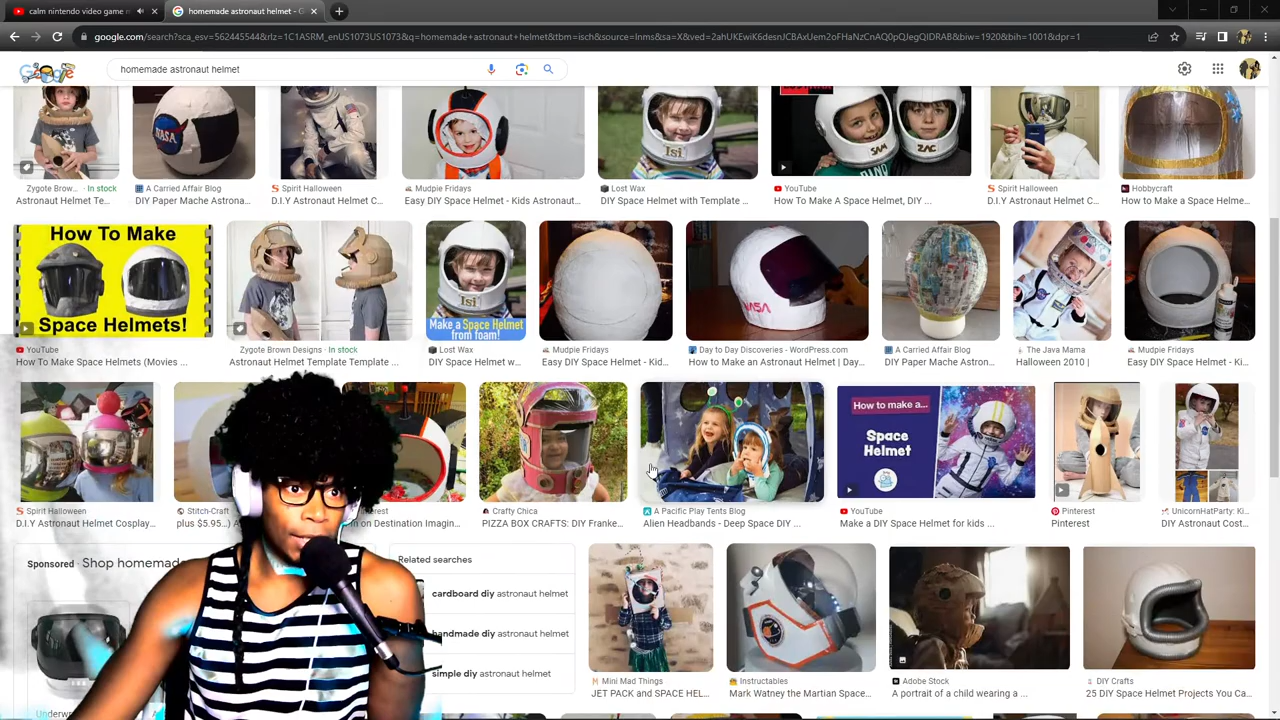 calm nintendo video game m
homemade astronaut helmet - G
google.com/search?sca_esv=562445544&rlz=1C1ASRM_enUS1073US1073&q=homemade+astronaut+helmet&tbm=isch&source=lnms&sa=X&ved=2ahUKEwiK6desnJCBAxUem2oFHaNzCnAQ0pQJegQIDRAB&biw=1920&bih=1001&dpr=1
homemade astronaut helmet
NASA
Isi
SAM
ZAC
Zygote Brow... · In stock
Astronaut Helmet Te...
A Carried Affair Blog
DIY Paper Mache Astrona...
Spirit Halloween
D.I.Y Astronaut Helmet C...
Mudpie Fridays
Easy DIY Space Helmet - Kids Astronaut...
Lost Wax
DIY Space Helmet with Template ...
YouTube
How To Make A Space Helmet, DIY ...
Spirit Halloween
D.I.Y Astronaut Helmet C...
Hobbycraft
How to Make a Space Helme...
How To Make
Space Helmets!
Isi
Make a Space Helmet
from foam!
NASA
YouTube
How To Make Space Helmets (Movies ...
Zygote Brown Designs · In stock
Astronaut Helmet Template Template ...
Lost Wax
DIY Space Helmet w...
Mudpie Fridays
Easy DIY Space Helmet - Kid...
Day to Day Discoveries - WordPress.com
How to Make an Astronaut Helmet | Day...
A Carried Affair Blog
DIY Paper Mache Astron...
The Java Mama
Halloween 2010 |
Mudpie Fridays
Easy DIY Space Helmet - Ki...
How to make a...
Space
Helmet
Spirit Halloween
D.I.Y Astronaut Helmet Cosplay...
Stitch-Craft
plus $5.95...)
erest
m on Destination Imagin...
Crafty Chica
PIZZA BOX CRAFTS: DIY Franke...
A Pacific Play Tents Blog
Alien Headbands - Deep Space DIY ...
YouTube
Make a DIY Space Helmet for kids ...
Pinterest
Pinterest
UnicornHatParty: Ki...
DIY Astronaut Cost...
Sponsored · Shop homemad
Related searches
cardboard diy astronaut helmet
handmade diy astronaut helmet
simple diy astronaut helmet
Mini Mad Things
JET PACK and SPACE HEL...
Instructables
Mark Watney the Martian Space...
Adobe Stock
A portrait of a child wearing a ...
DIY Crafts
25 DIY Space Helmet Projects You Ca...
Underw